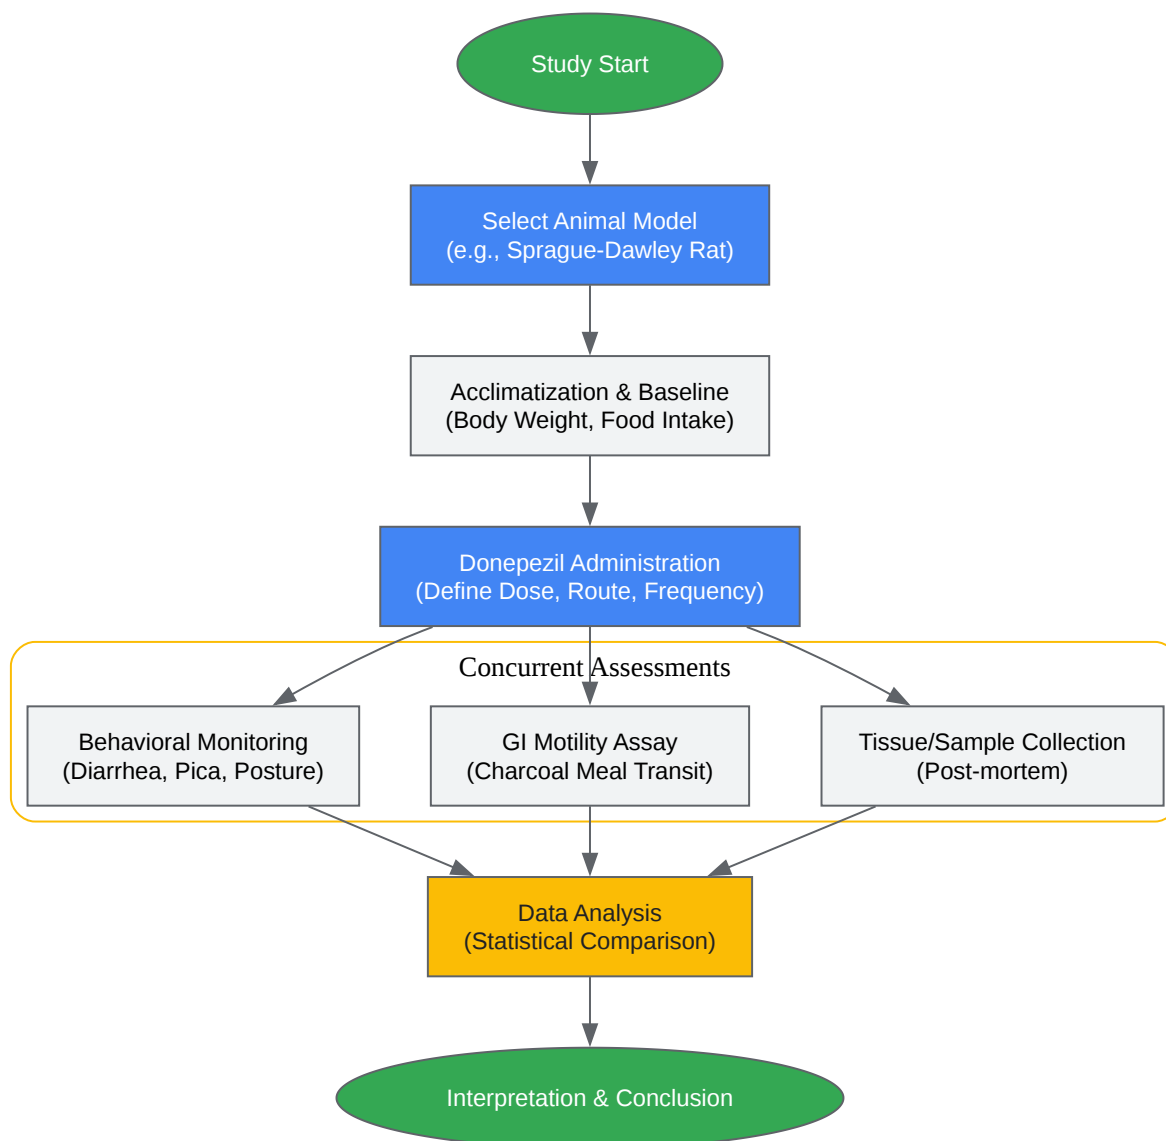 Study Start
Select Animal Model
(e.g., Sprague-Dawley Rat)
Acclimatization & Baseline
(Body Weight, Food Intake)
Donepezil Administration
(Define Dose, Route, Frequency)
Concurrent Assessments
Behavioral Monitoring
(Diarrhea, Pica, Posture)
GI Motility Assay
(Charcoal Meal Transit)
Tissue/Sample Collection
(Post-mortem)
Data Analysis
(Statistical Comparison)
Interpretation & Conclusion